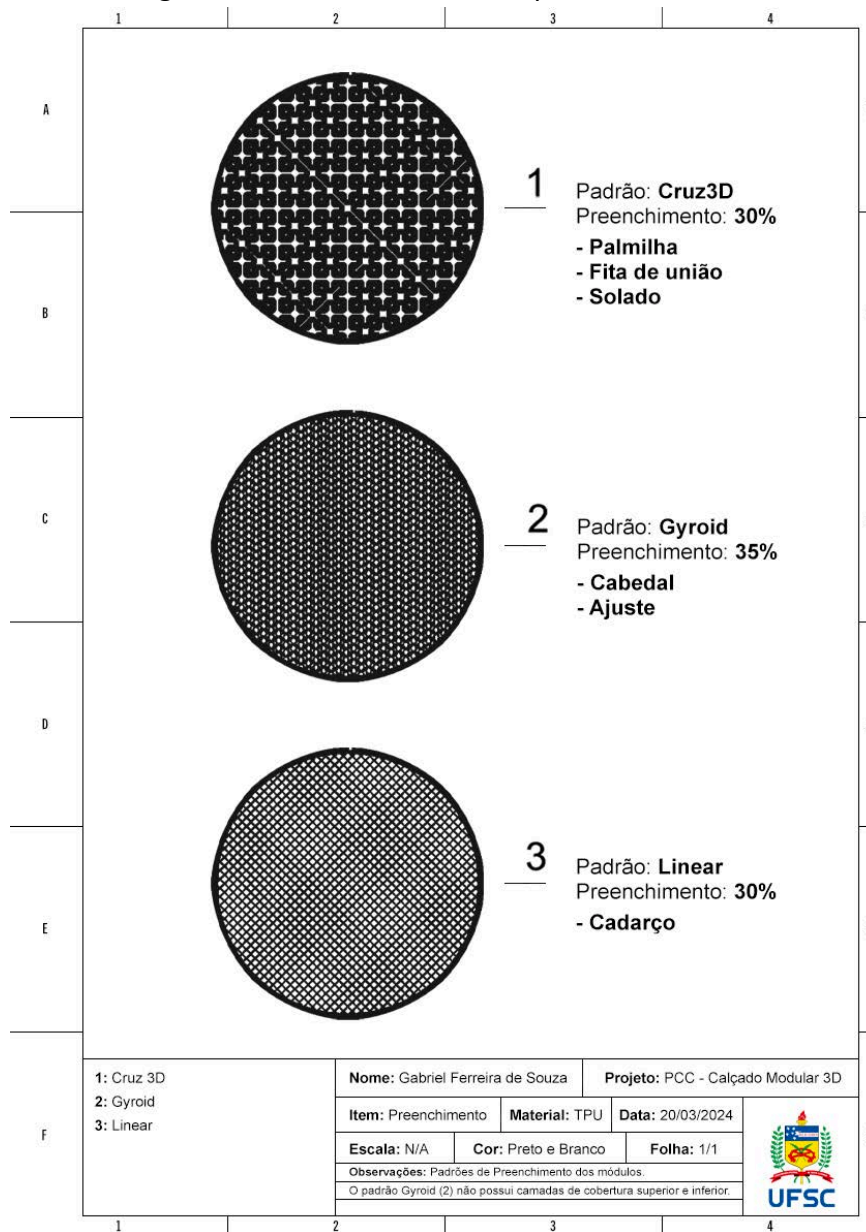 1 2 3 4
A
B
C
D
E
F
1
Padrão: Cruz3D
Preenchimento: 30%
- Palmilha
- Fita de união
- Solado
2
Padrão: Gyroid
Preenchimento: 35%
- Cabedal
- Ajuste
3
Padrão: Linear
Preenchimento: 30%
- Cadarço
1: Cruz 3D
2: Gyroid
3: Linear
Nome: Gabriel Ferreira de Souza
Projeto: PCC - Calçado Modular 3D
Item: Preenchimento
Material: TPU
Data: 20/03/2024
Escala: N/A
Cor: Preto e Branco
Folha: 1/1
Observações: Padrões de Preenchimento dos módulos.
O padrão Gyroid (2) não possui camadas de cobertura superior e inferior.
UFSC
1 2 3 4